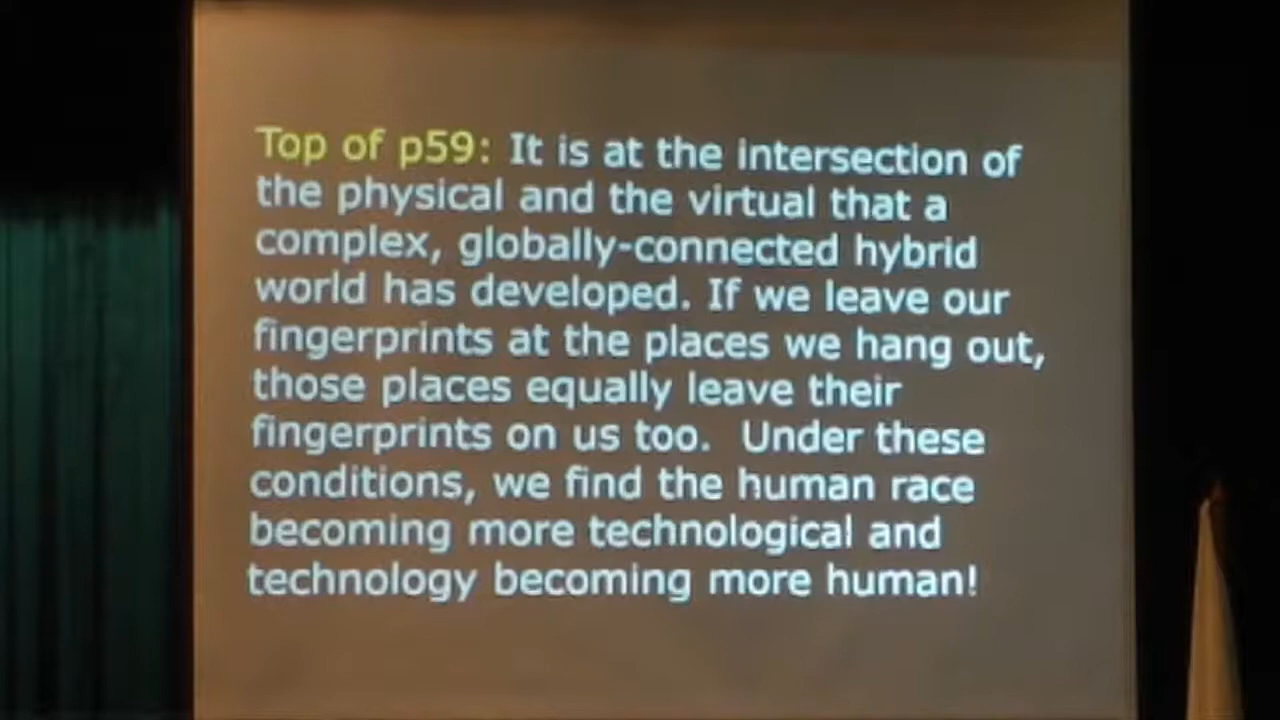 Top of p59: It is at the intersection of
the physical and the virtual that a
complex, globally-connected hybrid
world has developed. If we leave our
fingerprints at the places we hang out,
those places equally leave their
fingerprints on us too.  Under these
conditions, we find the human race
becoming more technological and
technology becoming more human!